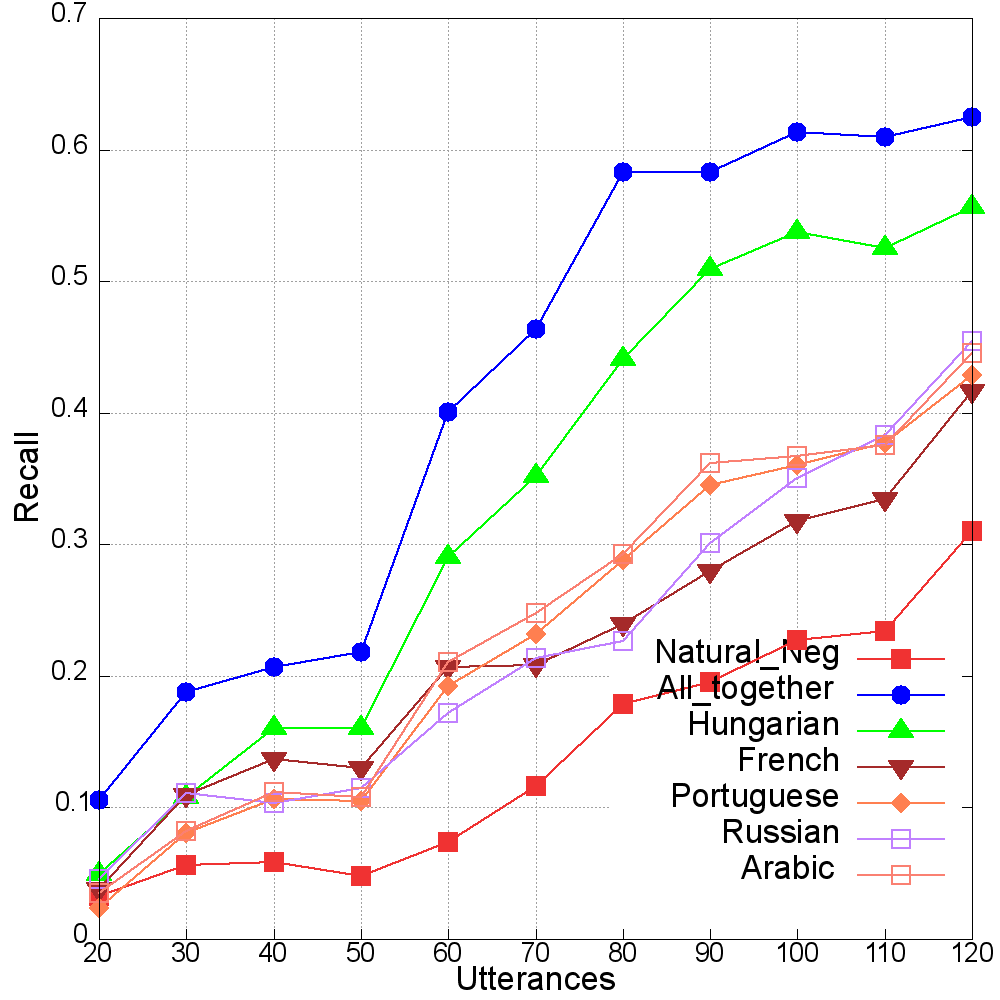 0.7
0.6
0.5
0.4
0.3
0.2
0.1
0
Recall
Natural_Neg
All_together
Hungarian
French
Portuguese
Russian
Arabic
20 30 40 50 60 70 80 90 100 110 120
Utterances